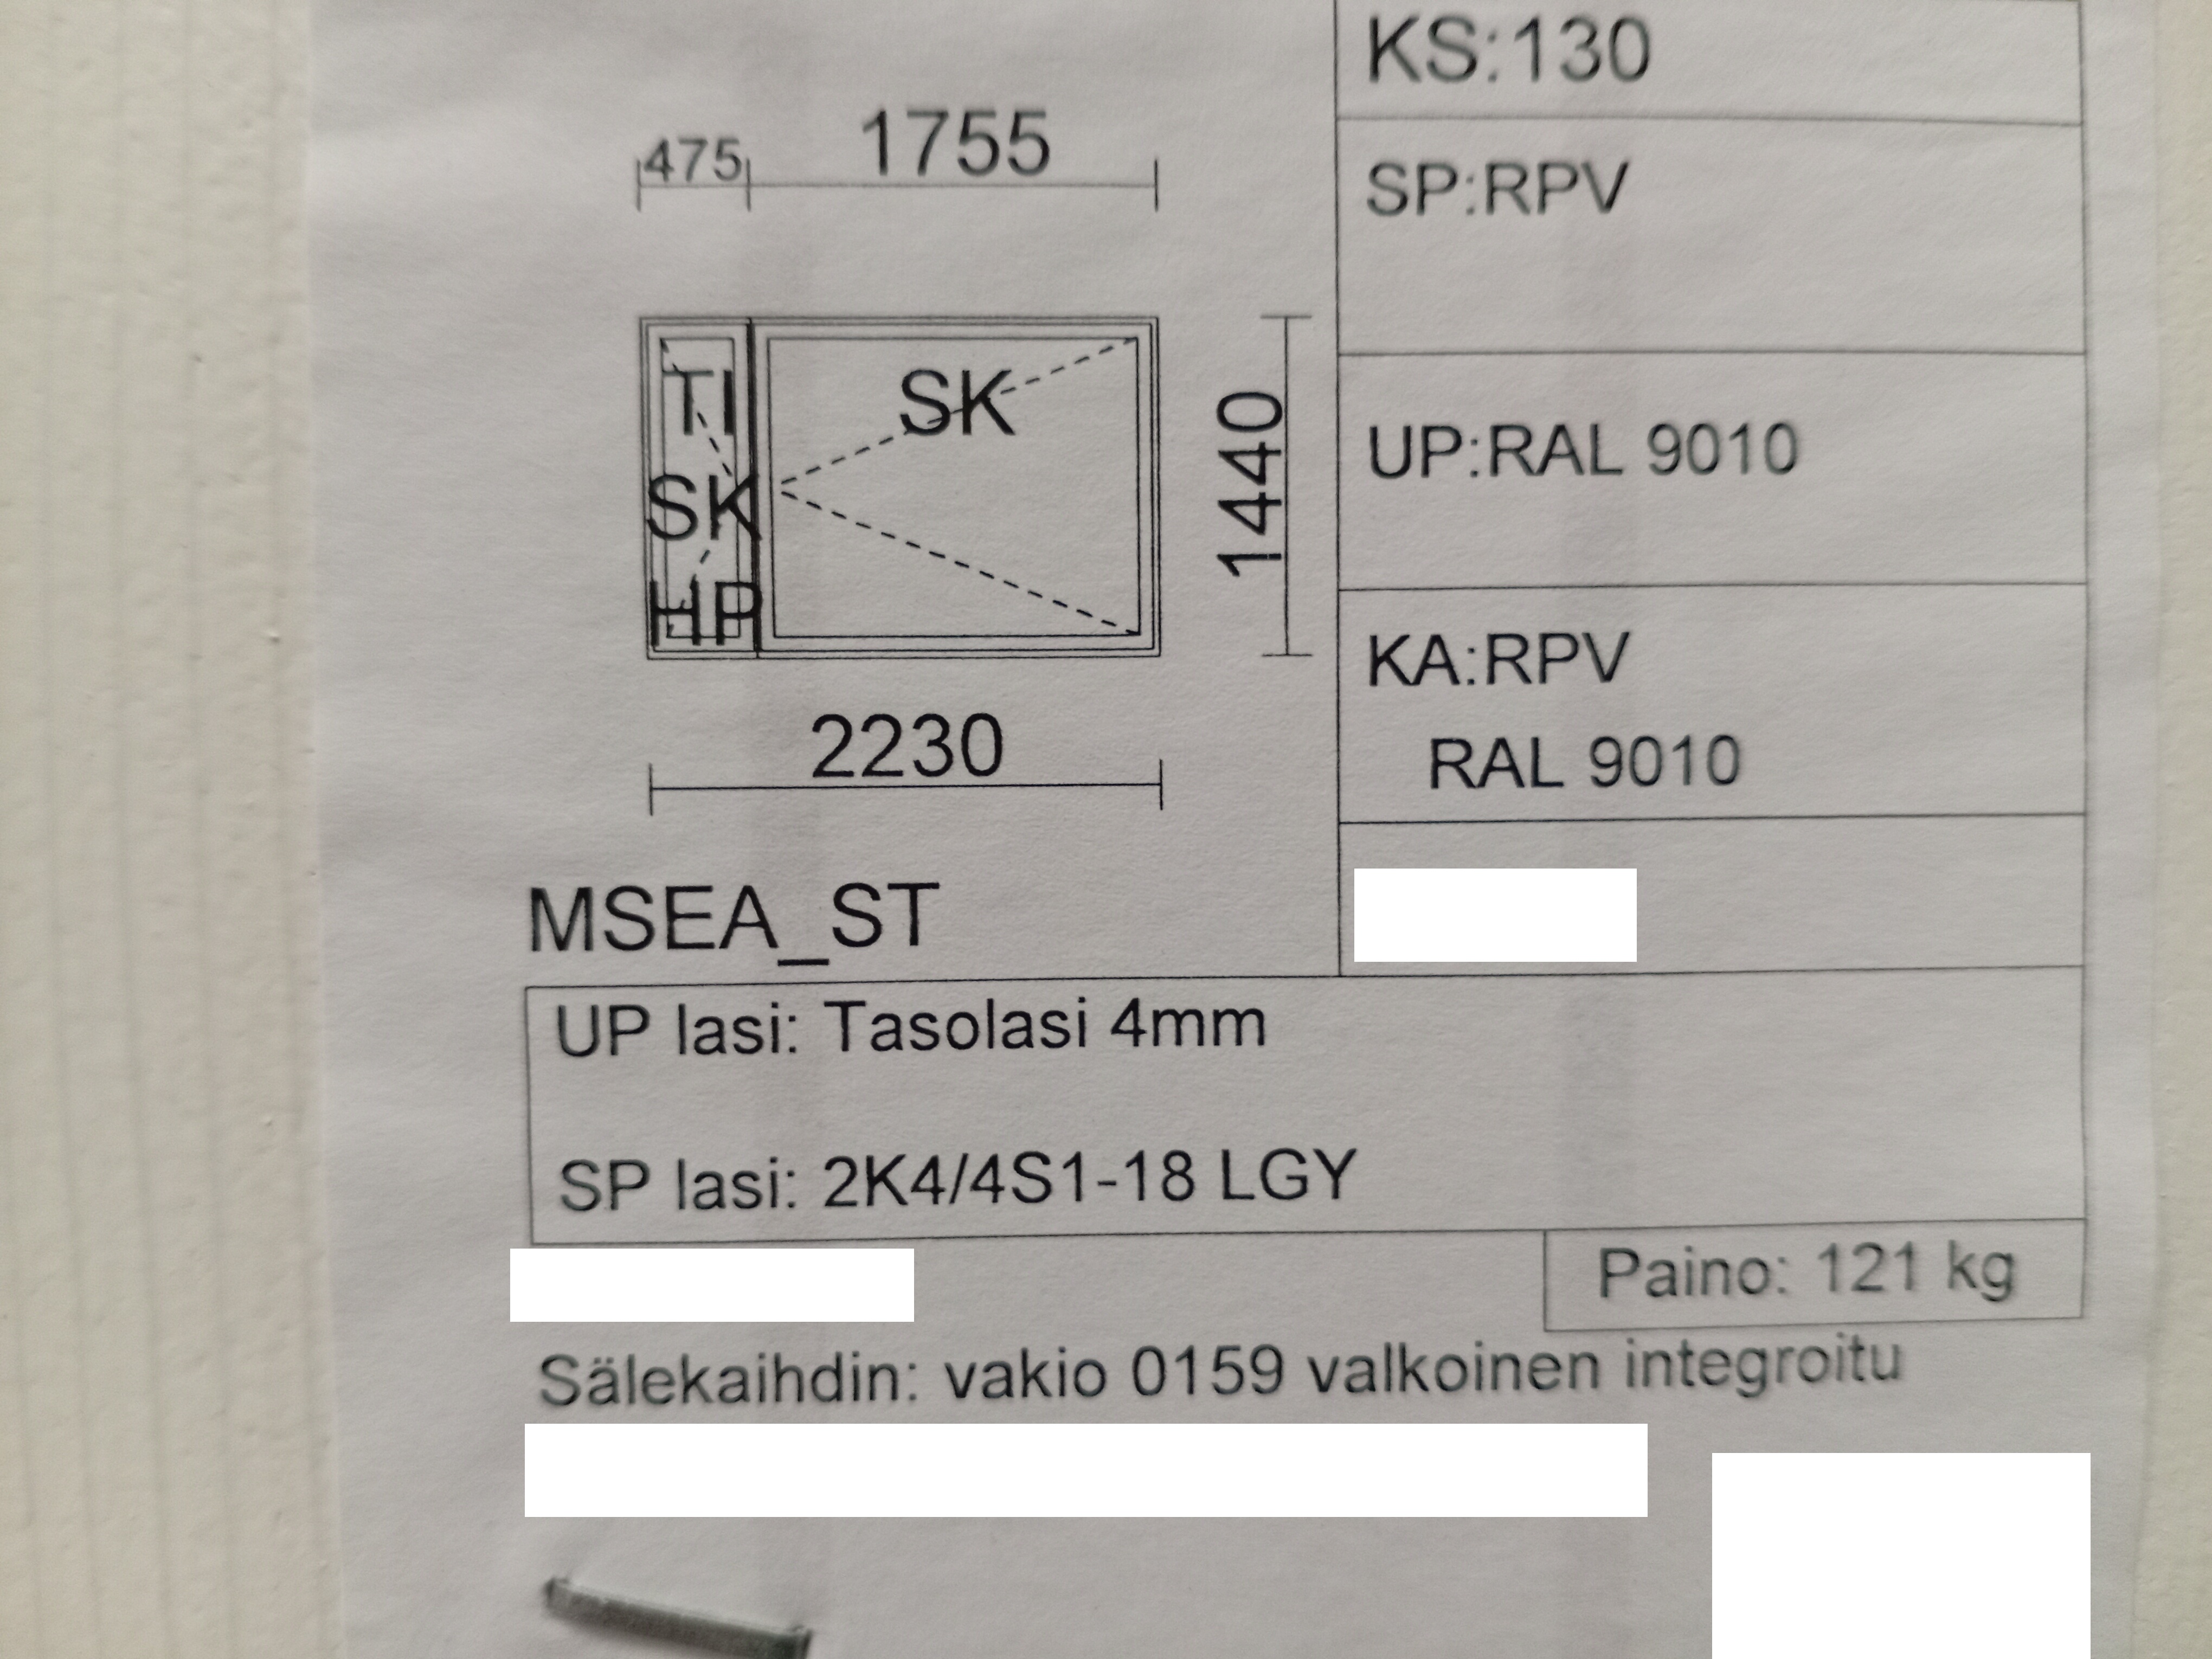 KS:130
475 1755
SP:RPV
TI SK
SK
HP
1440
UP:RAL 9010
KA:RPV
RAL 9010
2230
MSEA_ST
UP lasi: Tasolasi 4mm
SP lasi: 2K4/4S1-18 LGY
Paino: 121 kg
Sälekaihdin: vakio 0159 valkoinen integroitu